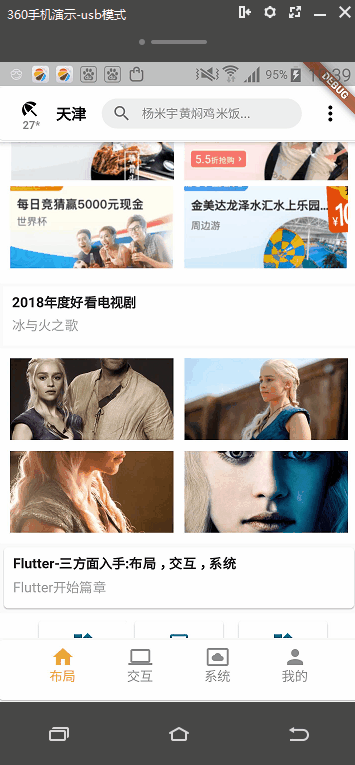 360手机演示-usb模式
95%
DEBUG
27°
天津
杨米宇黄焖鸡米饭...
5.5折抢购 >
每日竞猜赢5000元现金
世界杯
金美达龙泽水汇水上乐园...
周边游
2018年度好看电视剧
冰与火之歌
Flutter-三方面入手:布局，交互，系统
Flutter开始篇章
布局
交互
系统
我的